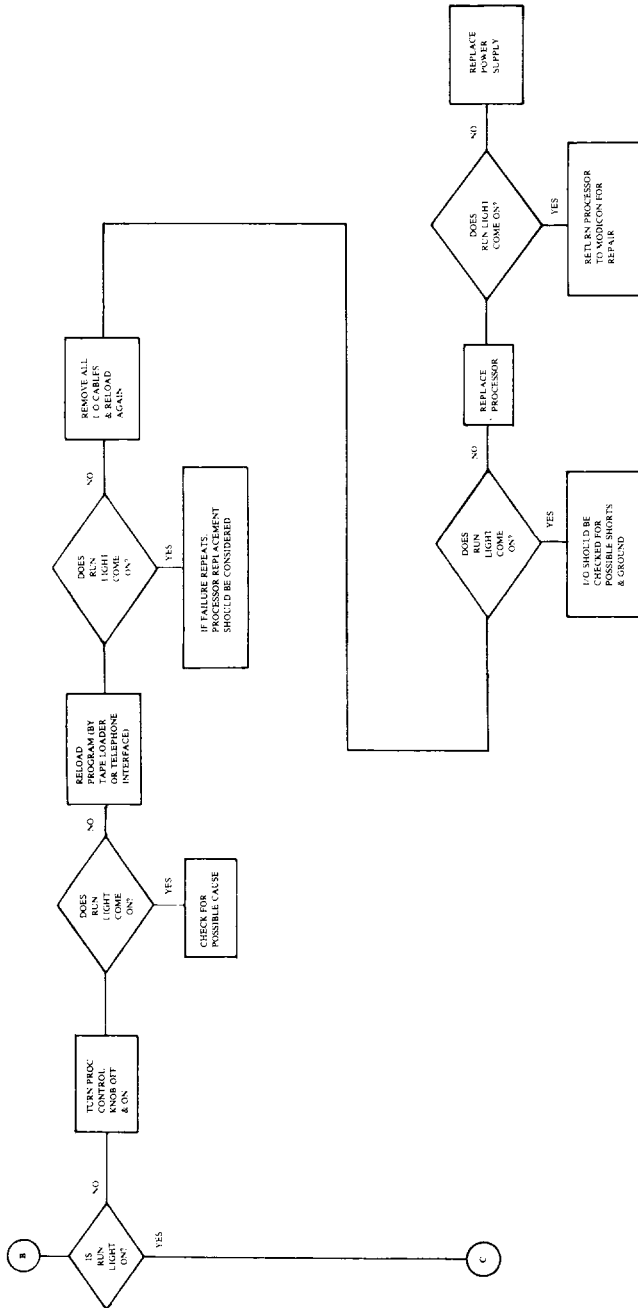 B
IS
RUN
LIGHT
ON?
NO
YES
C
TURN PROC
CONTROL
KNOB OFF
& ON
DOES
RUN
LIGHT
COME
ON?
NO
YES
CHECK FOR
POSSIBLE CAUSE
RELOAD
PROGRAM (BY
TAPE LOADER
OR TELEPHONE
INTERFACE)
DOES
RUN
LIGHT
COME
ON?
NO
YES
IF FAILURE REPEATS,
PROCESSOR REPLACEMENT
SHOULD BE CONSIDERED
REMOVE ALL
I/O CABLES
& RELOAD
AGAIN
DOES
RUN
LIGHT
COME
ON?
NO
YES
I/O SHOULD BE
CHECKED FOR
POSSIBLE SHORTS
& GROUND
REPLACE
PROCESSOR
DOES
RUN LIGHT
COME ON?
NO
YES
RETURN PROCESSOR
TO MODICON FOR
REPAIR
REPLACE
POWER
SUPPLY